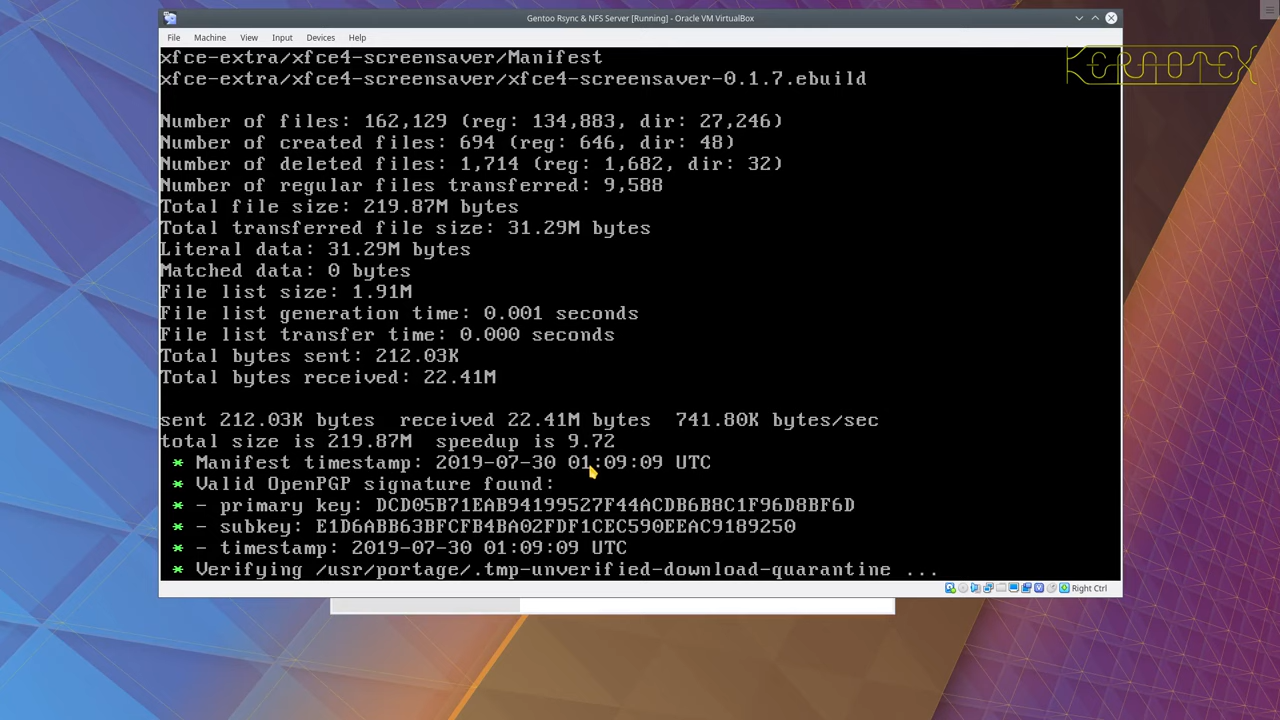 Gentoo Rsync & NFS Server [Running] - Oracle VM VirtualBox
File Machine View Input Devices Help
KERAOTEX
xfce-extra/xfce4-screensaver/Manifest
xfce-extra/xfce4-screensaver/xfce4-screensaver-0.1.7.ebuild
Number of files: 162,129 (reg: 134,883, dir: 27,246)
Number of created files: 694 (reg: 646, dir: 48)
Number of deleted files: 1,714 (reg: 1,682, dir: 32)
Number of regular files transferred: 9,588
Total file size: 219.87M bytes
Total transferred file size: 31.29M bytes
Literal data: 31.29M bytes
Matched data: 0 bytes
File list size: 1.91M
File list generation time: 0.001 seconds
File list transfer time: 0.000 seconds
Total bytes sent: 212.03K
Total bytes received: 22.41M
sent 212.03K bytes  received 22.41M bytes  741.80K bytes/sec
total size is 219.87M  speedup is 9.72
* Manifest timestamp: 2019-07-30 01:09:09 UTC
* Valid OpenPGP signature found:
* - primary key: DCD05B71EAB94199527F44ACDB6B8C1F96D8BF6D
* - subkey: E1D6ABB63BFCFB4BA02FDF1CEC590EEAC9189250
* - timestamp: 2019-07-30 01:09:09 UTC
* Verifying /usr/portage/.tmp-unverified-download-quarantine ...
Right Ctrl